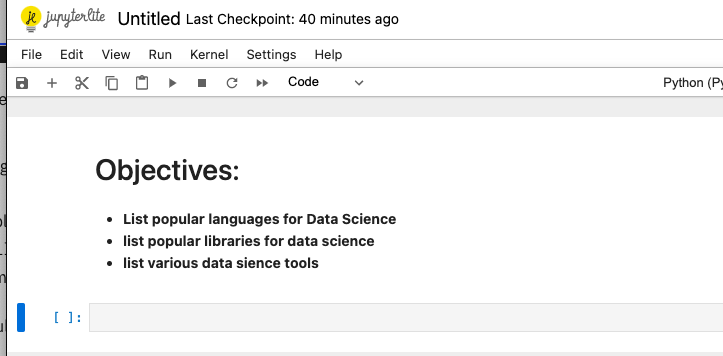 jupyterlite Untitled Last Checkpoint: 40 minutes ago
File Edit View Run Kernel Settings Help
Code Python (Py
Objectives:
• List popular languages for Data Science
• list popular libraries for data science
• list various data sience tools
[ ]: